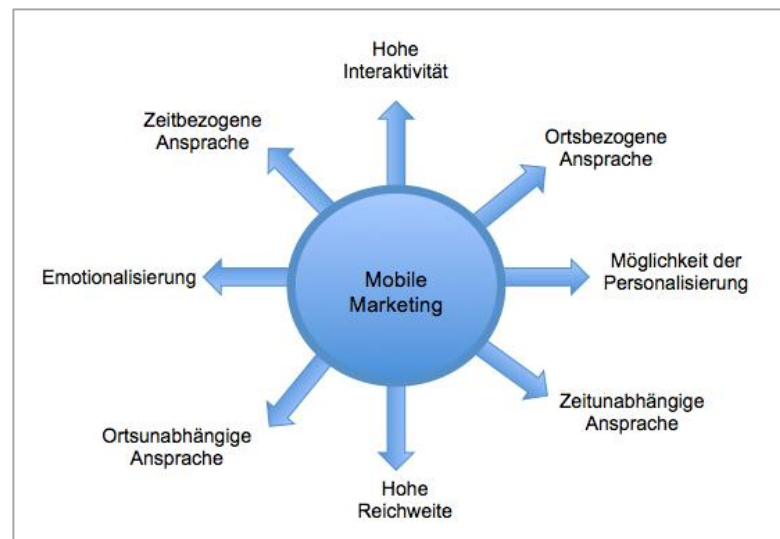 Hohe
Interaktivität
Zeitbezogene
Ansprache
Ortsbezogene
Ansprache
Emotionalisierung
Mobile
Marketing
Möglichkeit der
Personalisierung
Zeitunabhängige
Ansprache
Ortsunabhängige
Ansprache
Hohe
Reichweite